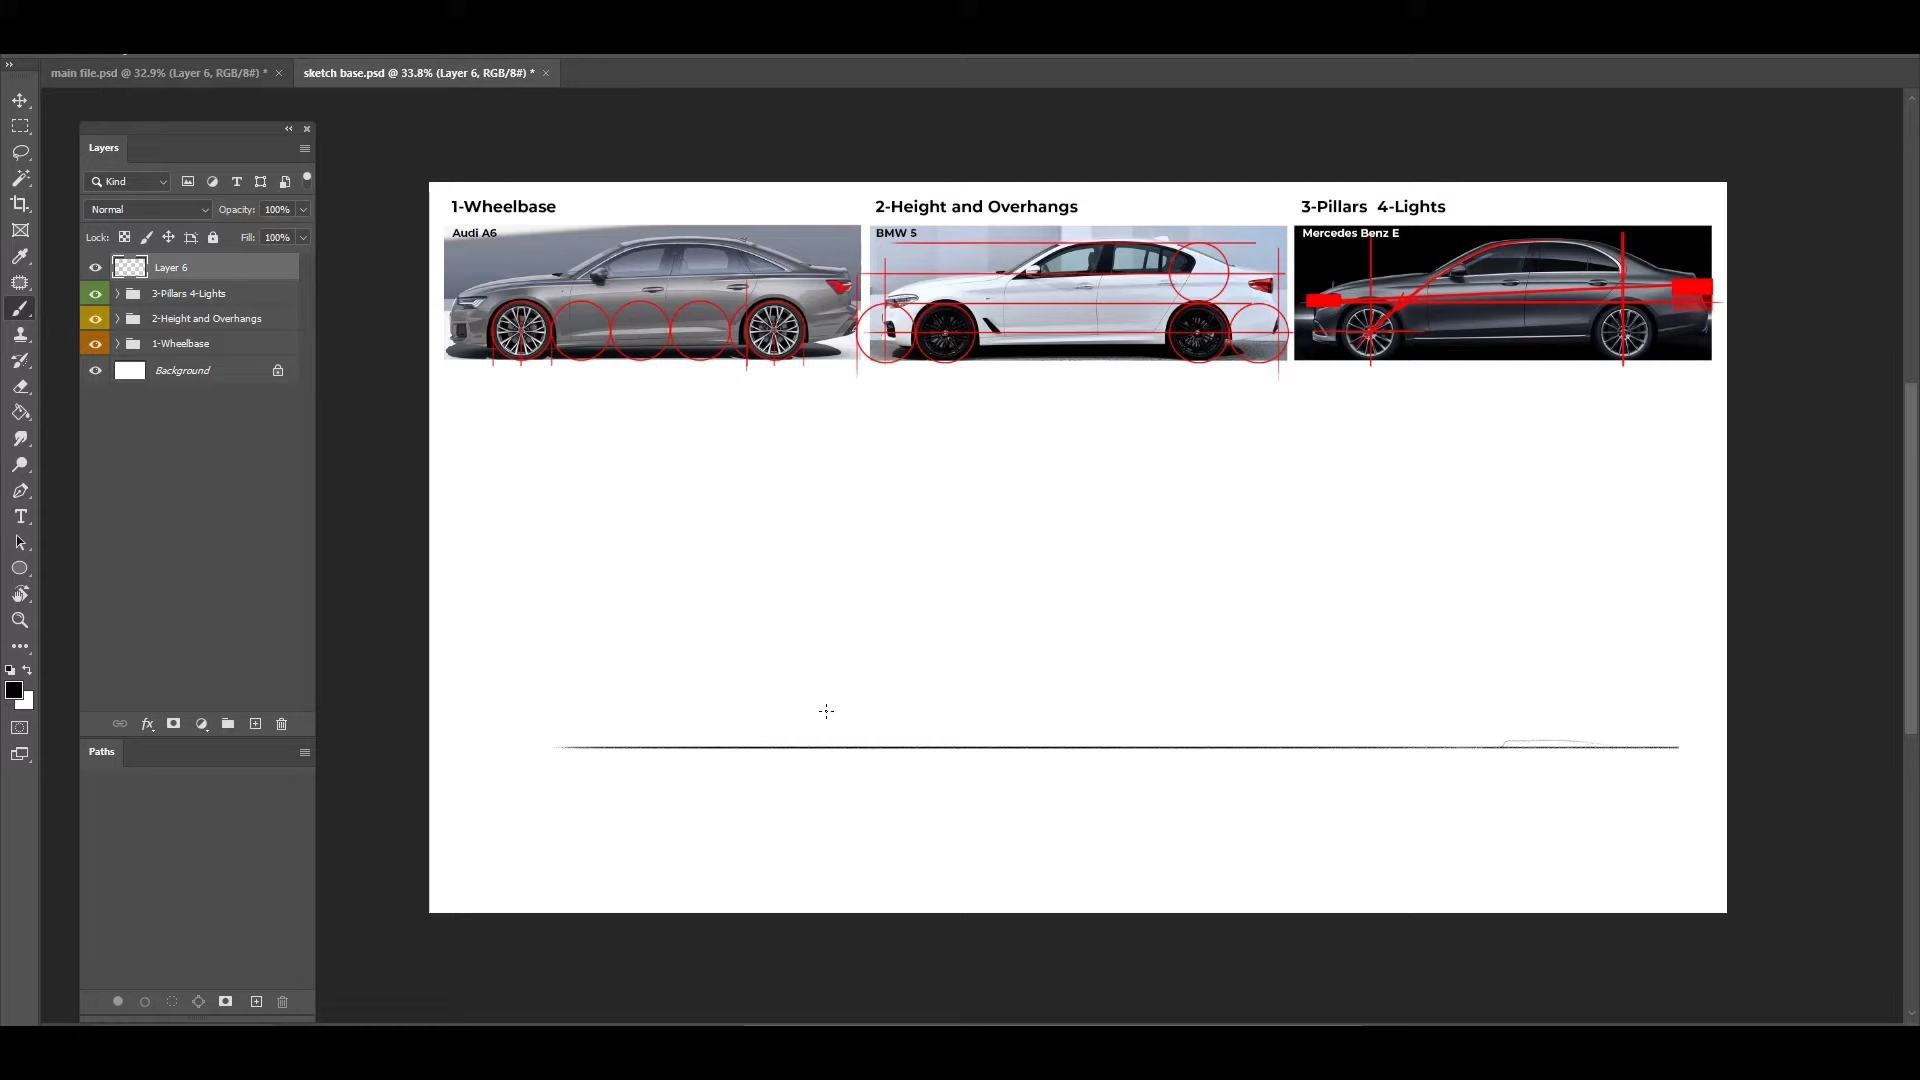 main file.psd @ 32.9% (Layer 6, RGB/8#) *
sketch base.psd @ 33.8% (Layer 6, RGB/8#) *
Layers
Kind
Normal
Opacity: 100%
Lock:
Fill: 100%
Layer 6
3-Pillars 4-Lights
2-Height and Overhangs
1-Wheelbase
Background
fx
Paths
1-Wheelbase
2-Height and Overhangs
3-Pillars 4-Lights
Audi A6
BMW 5
Mercedes Benz E